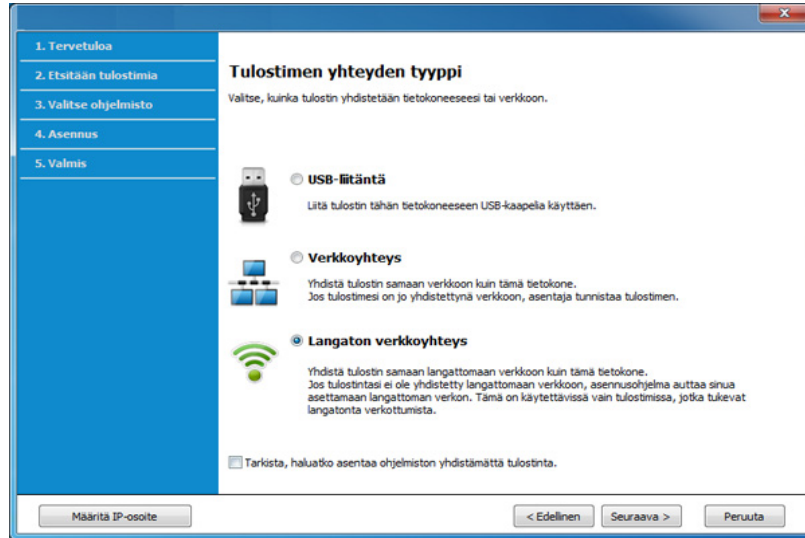 1. Tervetuloa
2. Etsitään tulostimia
3. Valitse ohjelmisto
4. Asennus
5. Valmis
Tulostimen yhteyden tyyppi
Valitse, kuinka tulostin yhdistetään tietokoneeseesi tai verkkoon.
USB-liitäntä
Liitä tulostin tähän tietokoneeseen USB-kaapelia käyttäen.
Verkkoyhteys
Yhdistä tulostin samaan verkkoon kuin tämä tietokone.
Jos tulostimesi on jo yhdistettynä verkkoon, asentaja tunnistaa tulostimen.
Langaton verkkoyhteys
Yhdistä tulostin samaan langattomaan verkkoon kuin tämä tietokone.
Jos tulostintasi ei ole yhdistetty langattomaan verkkoon, asennusohjelma auttaa sinua
asettamaan langattoman verkon. Tämä on käytettävissä vain tulostimissa, jotka tukevat
langatonta verkottumista.
Tarkista, haluatko asentaa ohjelmiston yhdistämättä tulostinta.
Määritä IP-osoite
< Edellinen
Seuraava >
Peruuta